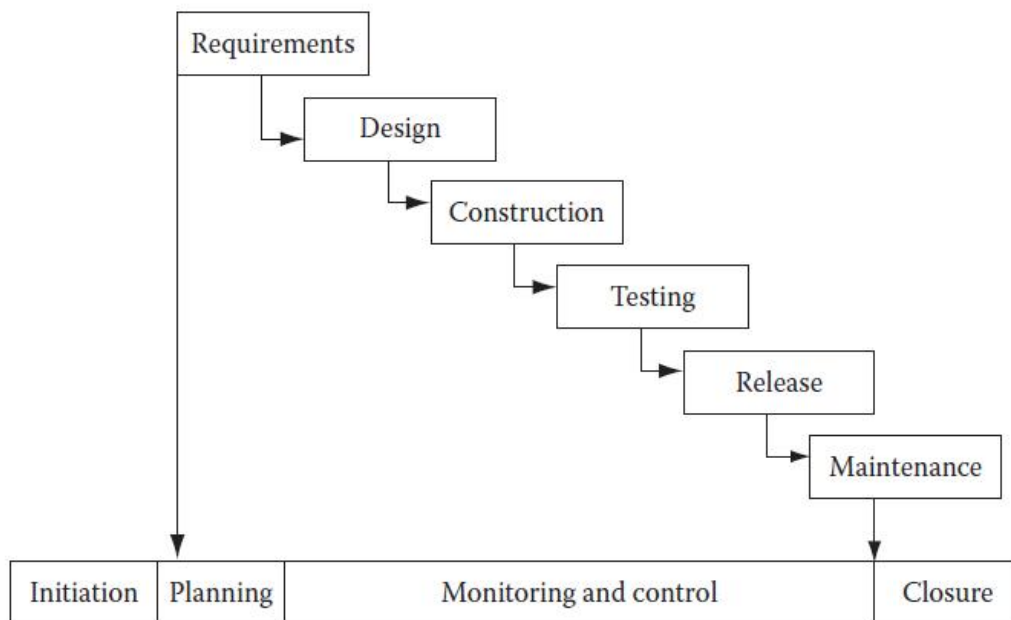 Requirements
Design
Construction
Testing
Release
Maintenance
Initiation Planning Monitoring and control Closure